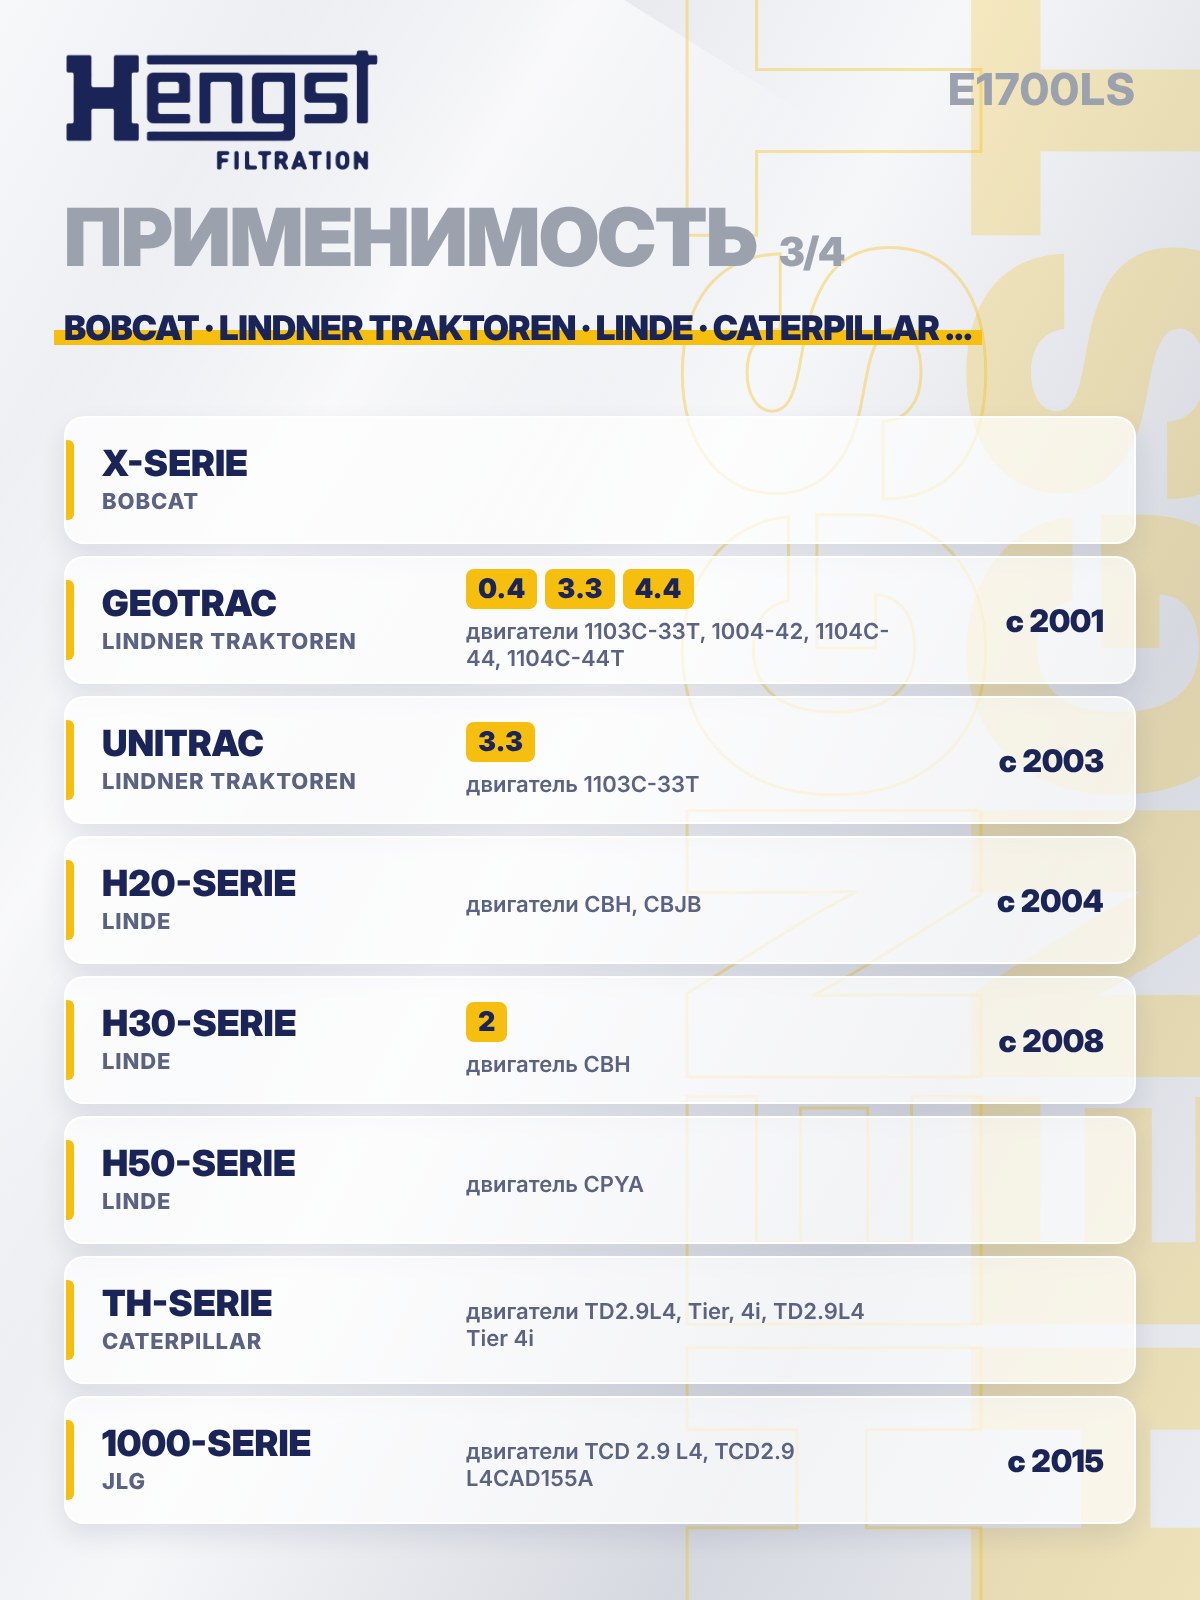 Hengst
FILTRATION
E1700LS
ПРИМЕНИМОСТЬ 3/4
BOBCAT · LINDNER TRAKTOREN · LINDE · CATERPILLAR ...
X-SERIE
BOBCAT
GEOTRAC
LINDNER TRAKTOREN
0.4 3.3 4.4
двигатели 1103C-33T, 1004-42, 1104C-
44, 1104C-44T
с 2001
UNITRAC
LINDNER TRAKTOREN
3.3
двигатель 1103C-33T
с 2003
H20-SERIE
LINDE
двигатели CBH, CBJB
с 2004
H30-SERIE
LINDE
2
двигатель CBH
с 2008
H50-SERIE
LINDE
двигатель CPYA
TH-SERIE
CATERPILLAR
двигатели TD2.9L4, Tier, 4i, TD2.9L4
Tier 4i
1000-SERIE
JLG
двигатели TCD 2.9 L4, TCD2.9
L4CAD155A
с 2015
HENGST
HENGST